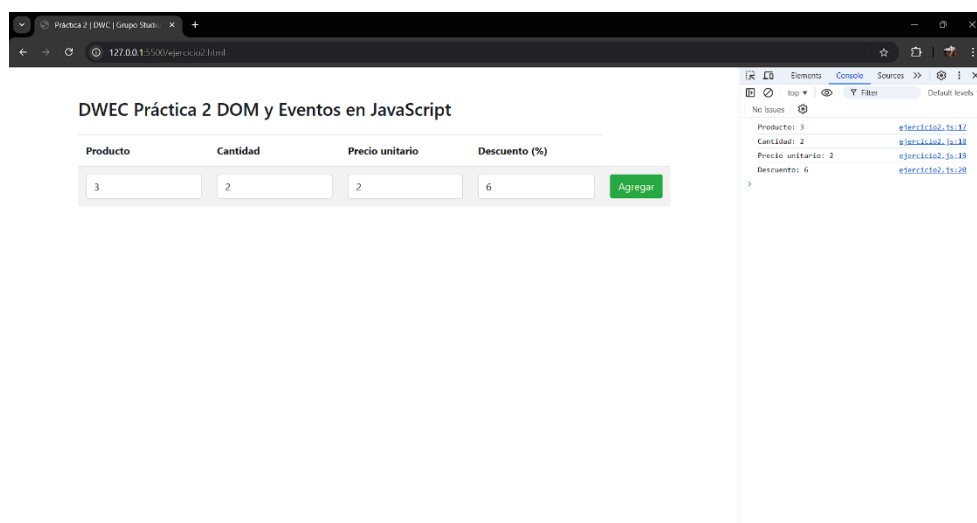 Práctica 2 | DWC | Grupo Studi
127.0.0.1:5500/ejercicio2.html
DWEC Práctica 2 DOM y Eventos en JavaScript
Producto Cantidad Precio unitario Descuento (%)
3 2 2 6 Agregar
Elements Console Sources
top Filter Default levels
No Issues
Producto: 3 ejercicio2.js:17
Cantidad: 2 ejercicio2.js:18
Precio unitario: 2 ejercicio2.js:19
Descuento: 6 ejercicio2.js:20